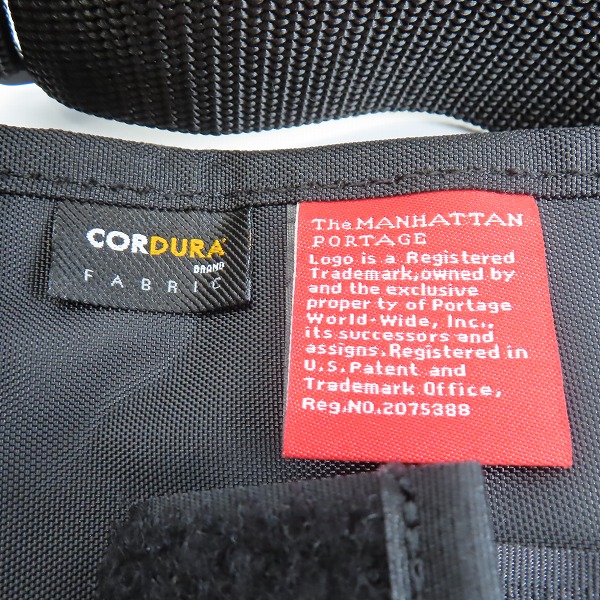 CORDURA
BRAND
FABRIC
The MANHATTAN
PORTAGE
Logo is a Registered
Trademark,owned by
and the exclusive
proper ty of Portage
World-Wide, Inc.,
its successors and
assigns.Registered in
U.S.Patent and
Trademark Office,
Reg.NO.2075388